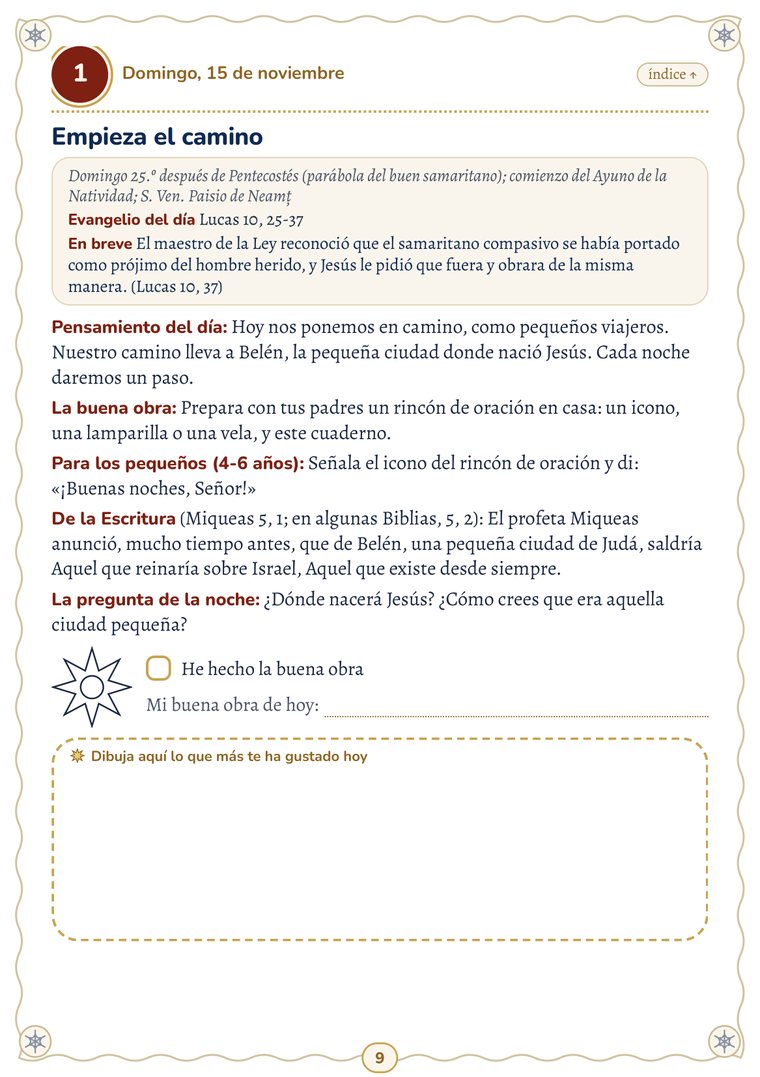 1
Domingo, 15 de noviembre
índice ↑
Empieza el camino
Domingo 25.º después de Pentecostés (parábola del buen samaritano); comienzo del Ayuno de la
Natividad; S. Ven. Paisio de Neamț
Evangelio del día Lucas 10, 25-37
En breve El maestro de la Ley reconoció que el samaritano compasivo se había portado
como prójimo del hombre herido, y Jesús le pidió que fuera y obrara de la misma
manera. (Lucas 10, 37)
Pensamiento del día: Hoy nos ponemos en camino, como pequeños viajeros.
Nuestro camino lleva a Belén, la pequeña ciudad donde nació Jesús. Cada noche
daremos un paso.
La buena obra: Prepara con tus padres un rincón de oración en casa: un icono,
una lamparilla o una vela, y este cuaderno.
Para los pequeños (4-6 años): Señala el icono del rincón de oración y di:
«¡Buenas noches, Señor!»
De la Escritura (Miqueas 5, 1; en algunas Biblias, 5, 2): El profeta Miqueas
anunció, mucho tiempo antes, que de Belén, una pequeña ciudad de Judá, saldría
Aquel que reinaría sobre Israel, Aquel que existe desde siempre.
La pregunta de la noche: ¿Dónde nacerá Jesús? ¿Cómo crees que era aquella
ciudad pequeña?
He hecho la buena obra
Mi buena obra de hoy:
Dibuja aquí lo que más te ha gustado hoy
9